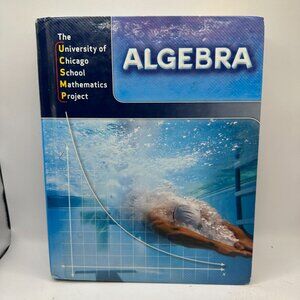 The
University of
Chicago
School
Mathematics
Project
ALGEBRA